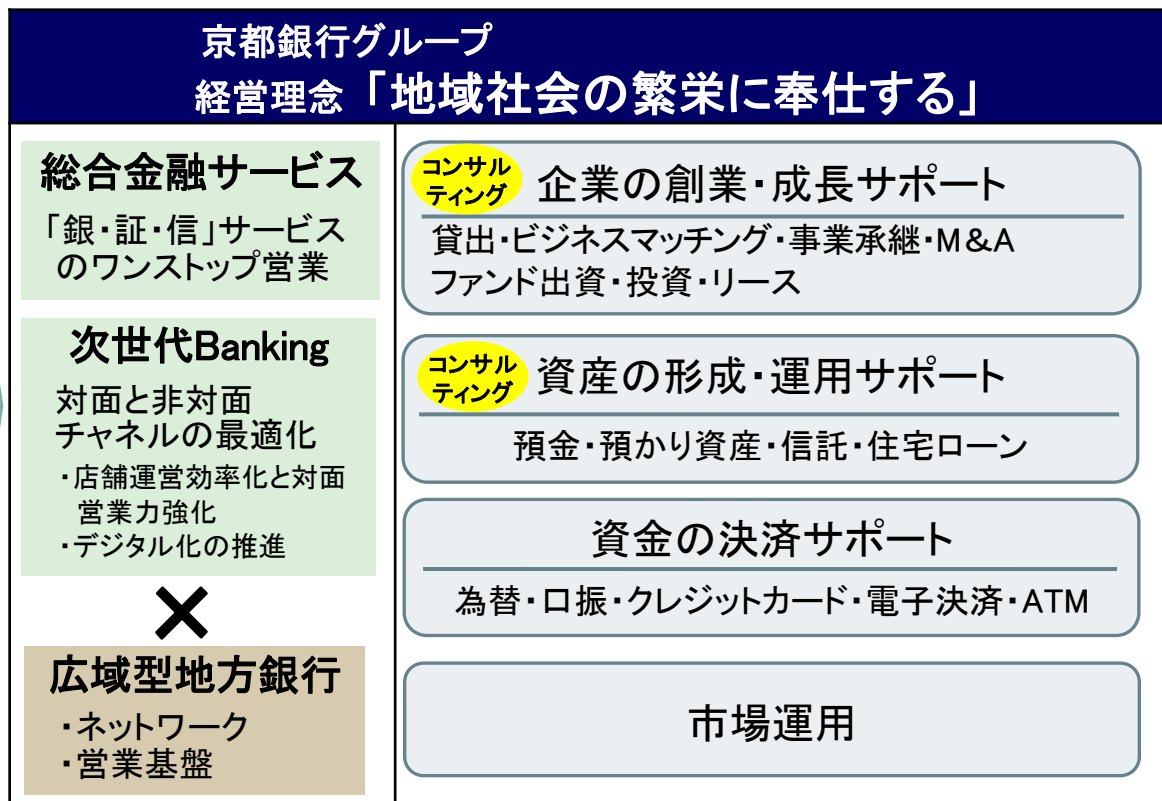 京都銀行グループ
経営理念「地域社会の繁栄に奉仕する」
総合金融サービス
「銀・証・信」サービス
のワンストップ営業
次世代Banking
対面と非対面
チャネルの最適化
・店舗運営効率化と対面
営業力強化
・デジタル化の推進
×
広域型地方銀行
・ネットワーク
・営業基盤
コンサル
ティング
企業の創業・成長サポート
貸出・ビジネスマッチング・事業承継・M&A
ファンド出資・投資・リース
コンサル
ティング
資産の形成・運用サポート
預金・預かり資産・信託・住宅ローン
資金の決済サポート
為替・口振・クレジットカード・電子決済・ATM
市場運用